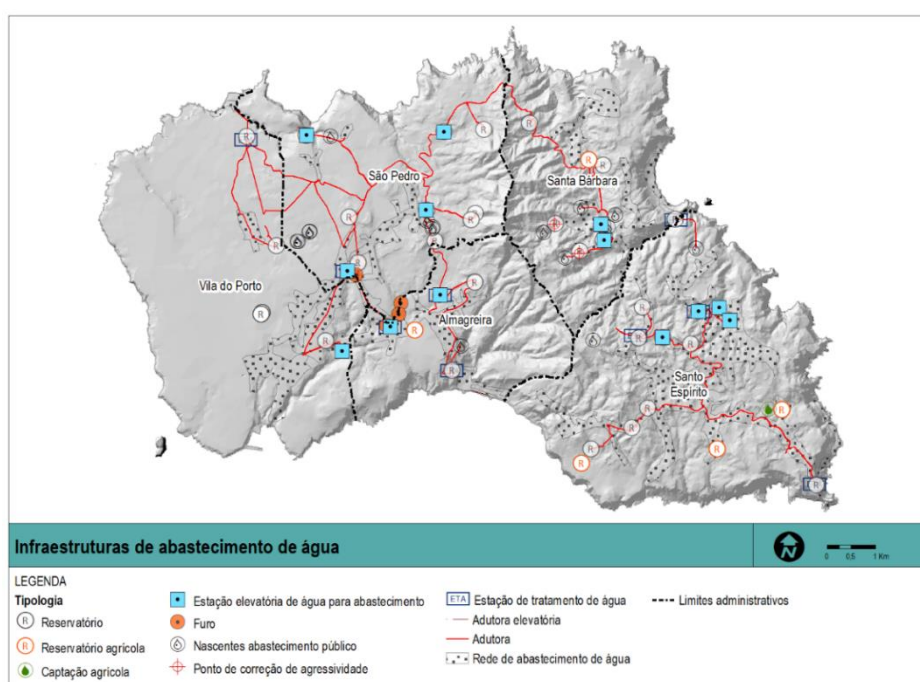 São Pedro
Santa Bárbara
Vila do Porto
Almagreira
Santo
Espírito
Infraestruturas de abastecimento de água
N
0 0,5 1 Km
LEGENDA
Tipologia
R Reservatório
R Reservatório agrícola
Captação agrícola
Estação elevatória de água para abastecimento
Furo
Nascentes abastecimento público
Ponto de correção de agressividade
ETA Estação de tratamento de água
Adutora elevatória
Adutora
Rede de abastecimento de água
Limites administrativos